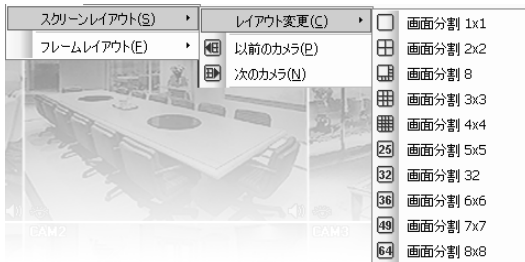 スクリーンレイアウト(S)
フレームレイアウト(F)
レイアウト変更(C)
以前のカメラ(P)
次のカメラ(N)
画面分割 1x1
画面分割 2x2
画面分割 8
画面分割 3x3
画面分割 4x4
25 画面分割 5x5
32 画面分割 32
36 画面分割 6x6
49 画面分割 7x7
64 画面分割 8x8
CAM2
CAM3